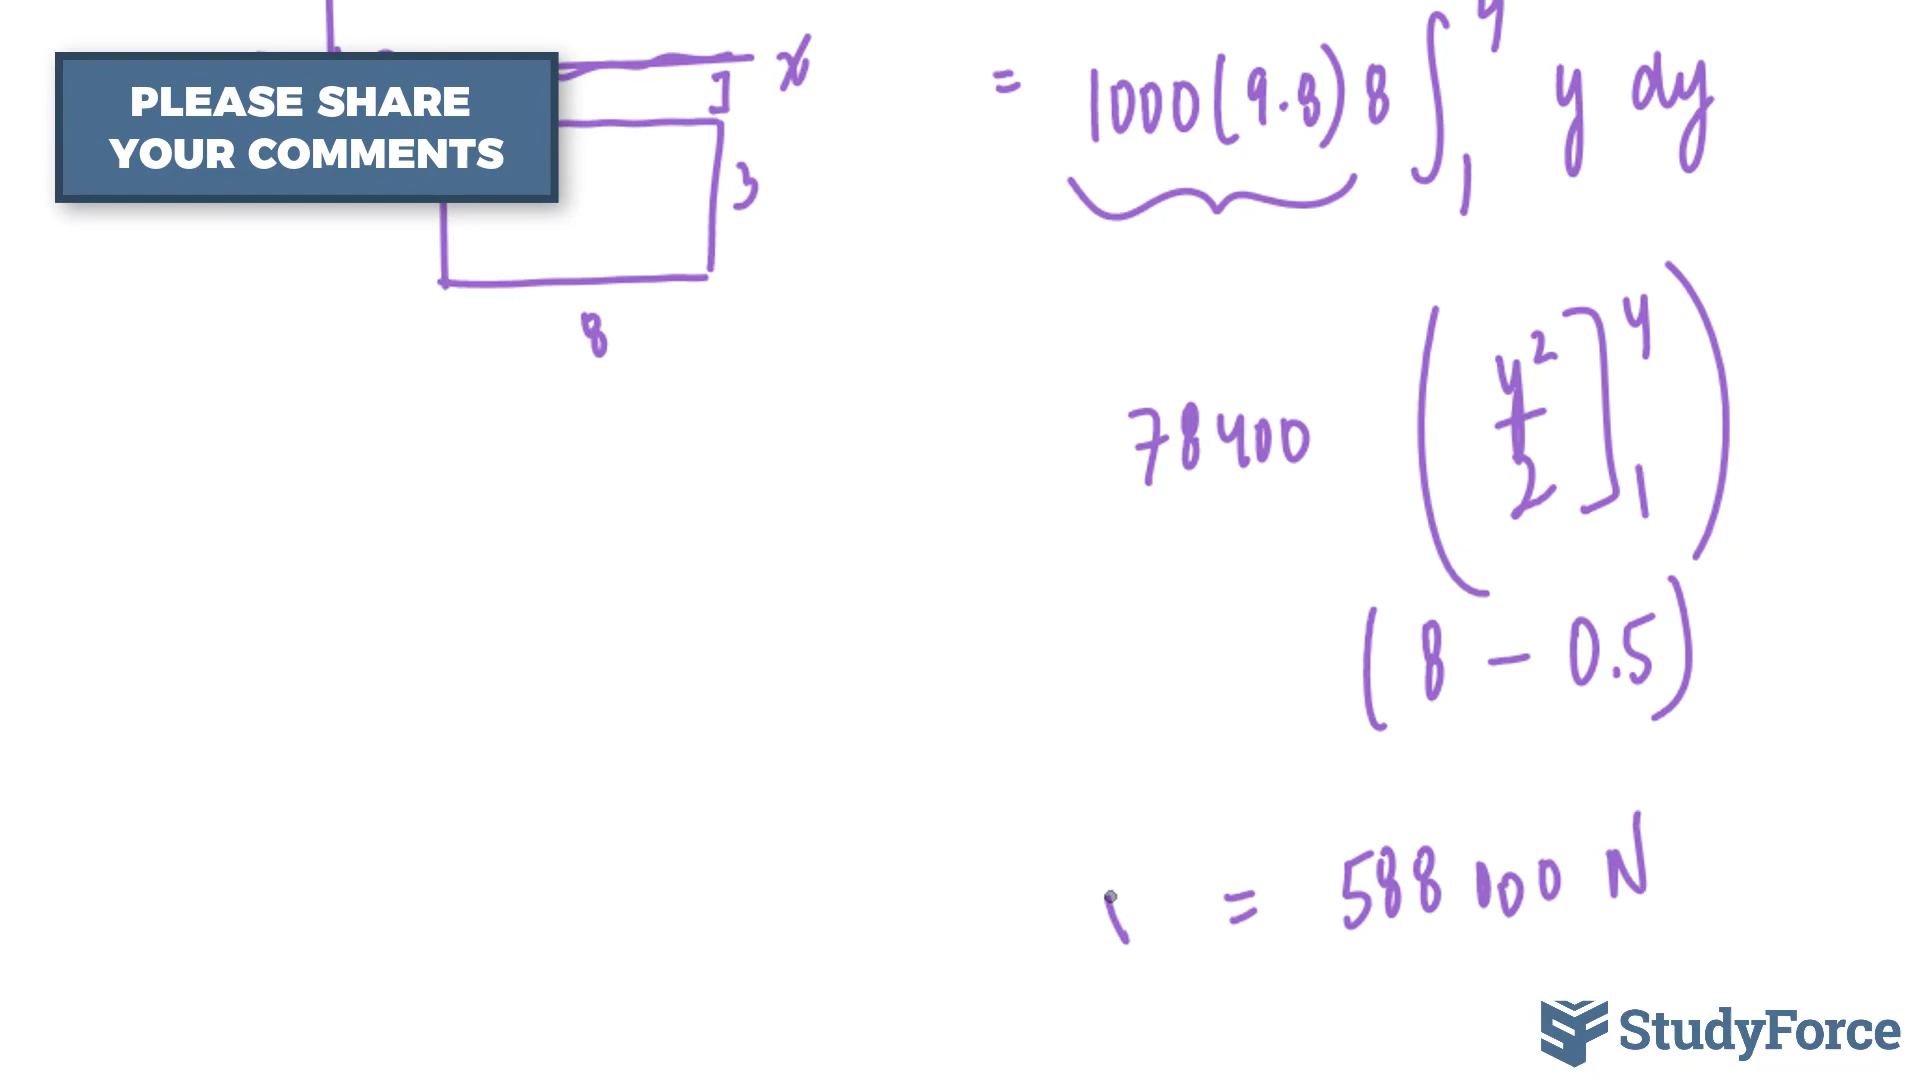 PLEASE SHARE
YOUR COMMENTS
x
1
3
8
= 1000(9.8) 8 ∫₁⁴ y dy
78400 ( y²/2 ]₁⁴ )
( 8 - 0.5 )
= 588 000 N
StudyForce